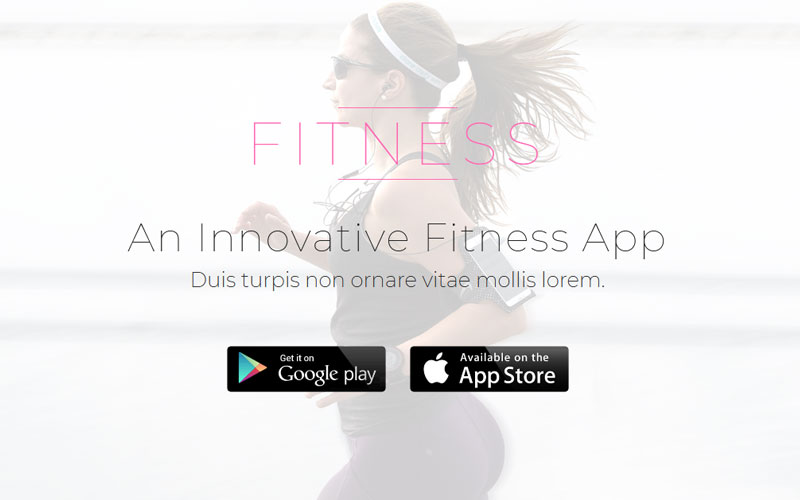 FITNESS
An Innovative Fitness App
Duis turpis non ornare vitae mollis lorem.
Get it on
Google play
Available on the
App Store